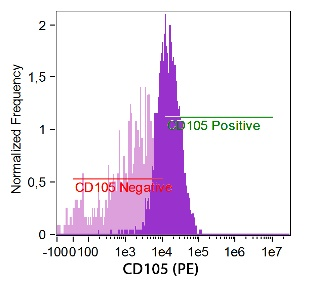 2
1,5
1
0,5
0
Normalized Frequency
CD105 Positive
CD105 Negative
-1000 100 1e3 1e4 1e5 1e6 1e7
CD105 (PE)